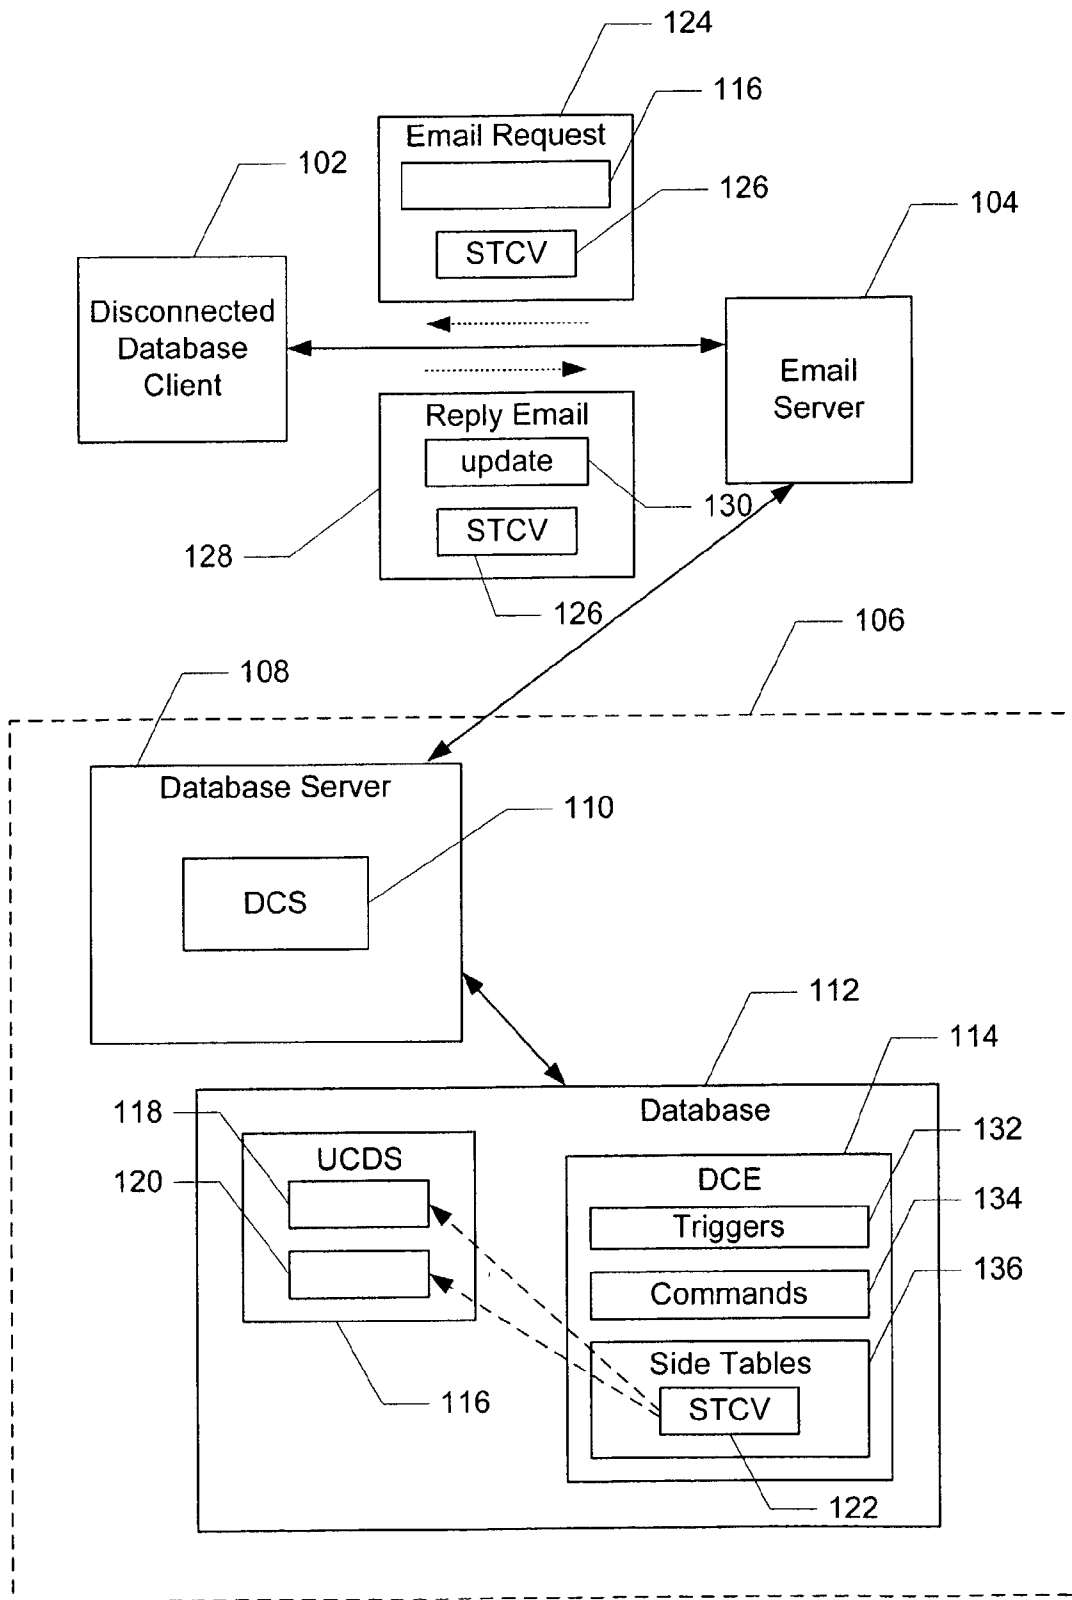 124
Email Request
116
102
126
104
STCV
Disconnected
Database
Client
Email
Server
Reply Email
update
130
STCV
128
126
106
108
Database Server
110
DCS
112
114
Database
118
132
UCDS
DCE
120
134
Triggers
136
Commands
Side Tables
116
STCV
122